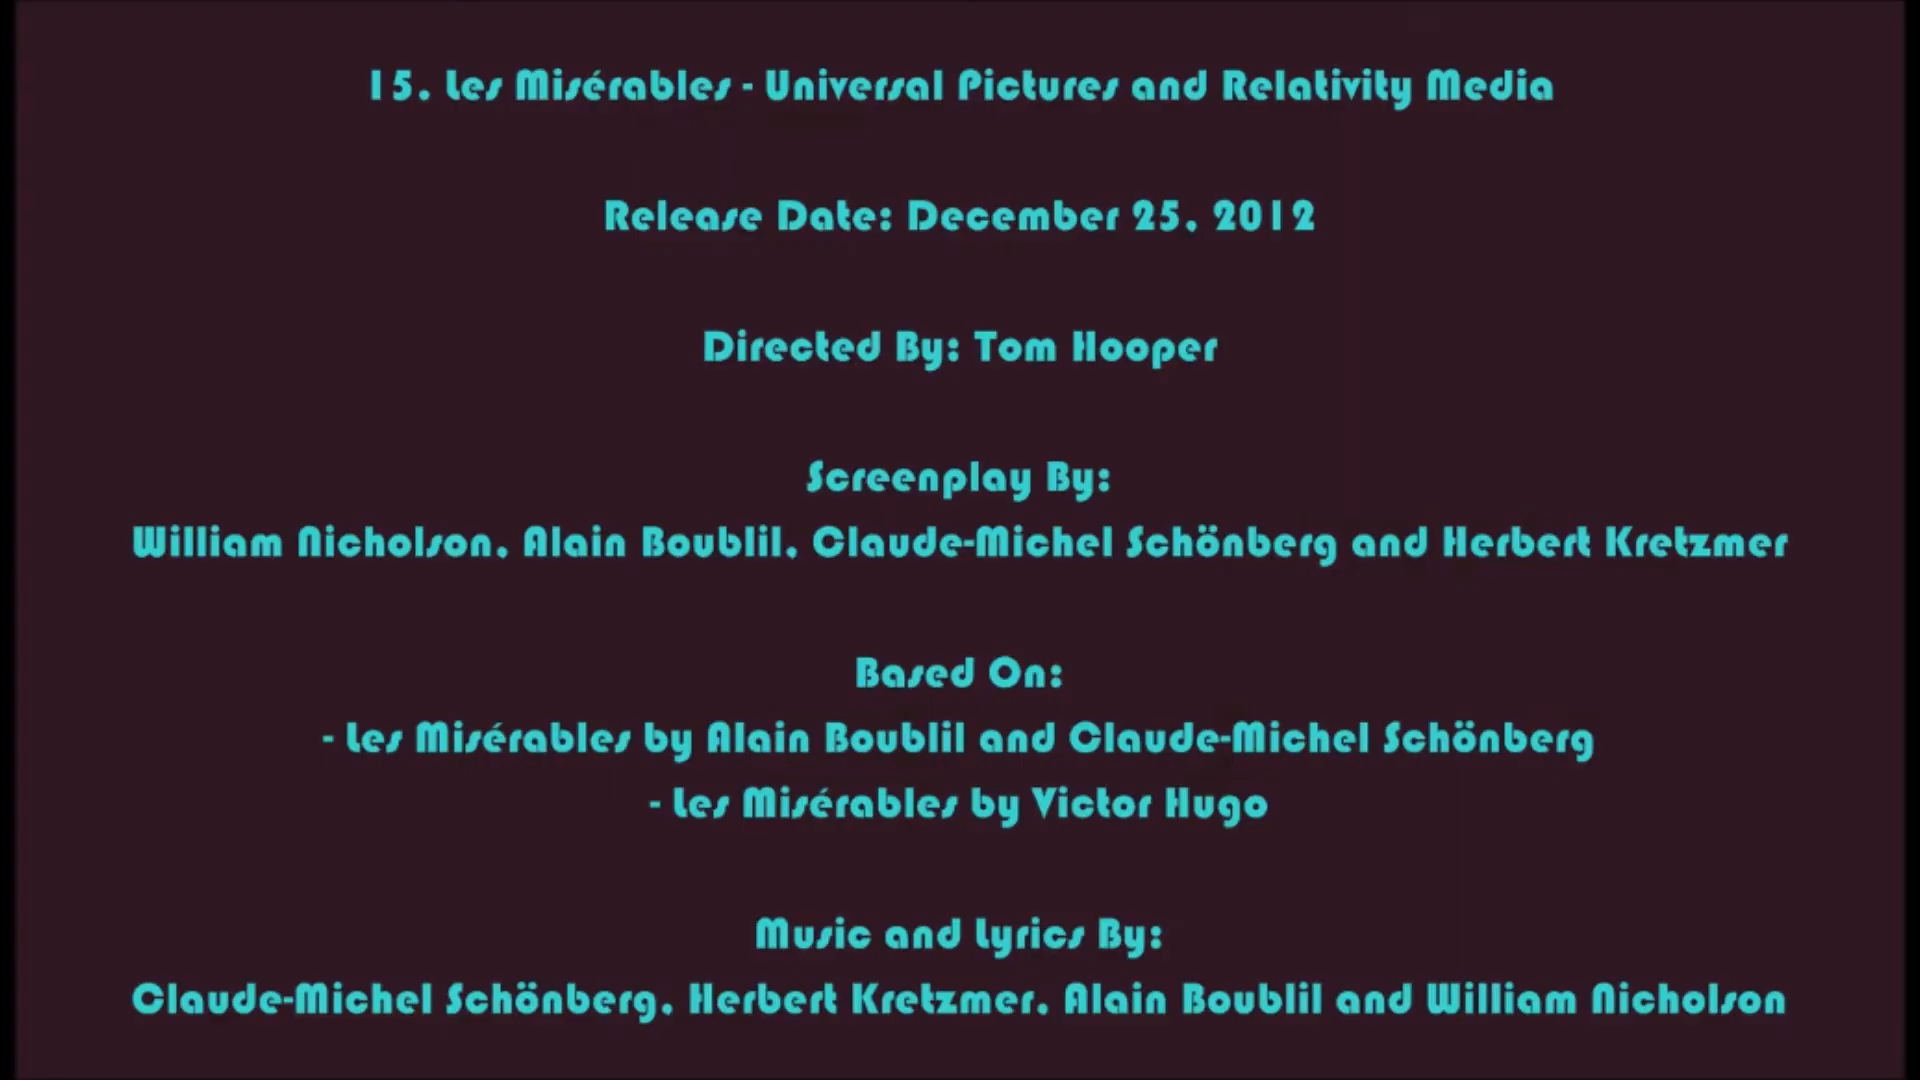 15. Les Misérables - Universal Pictures and Relativity Media
Release Date: December 25, 2012
Directed By: Tom Hooper
Screenplay By:
William Nicholson, Alain Boublil, Claude-Michel Schönberg and Herbert Kretzmer
Based On:
- Les Misérables by Alain Boublil and Claude-Michel Schönberg
- Les Misérables by Victor Hugo
Music and Lyrics By:
Claude-Michel Schönberg, Herbert Kretzmer, Alain Boublil and William Nicholson